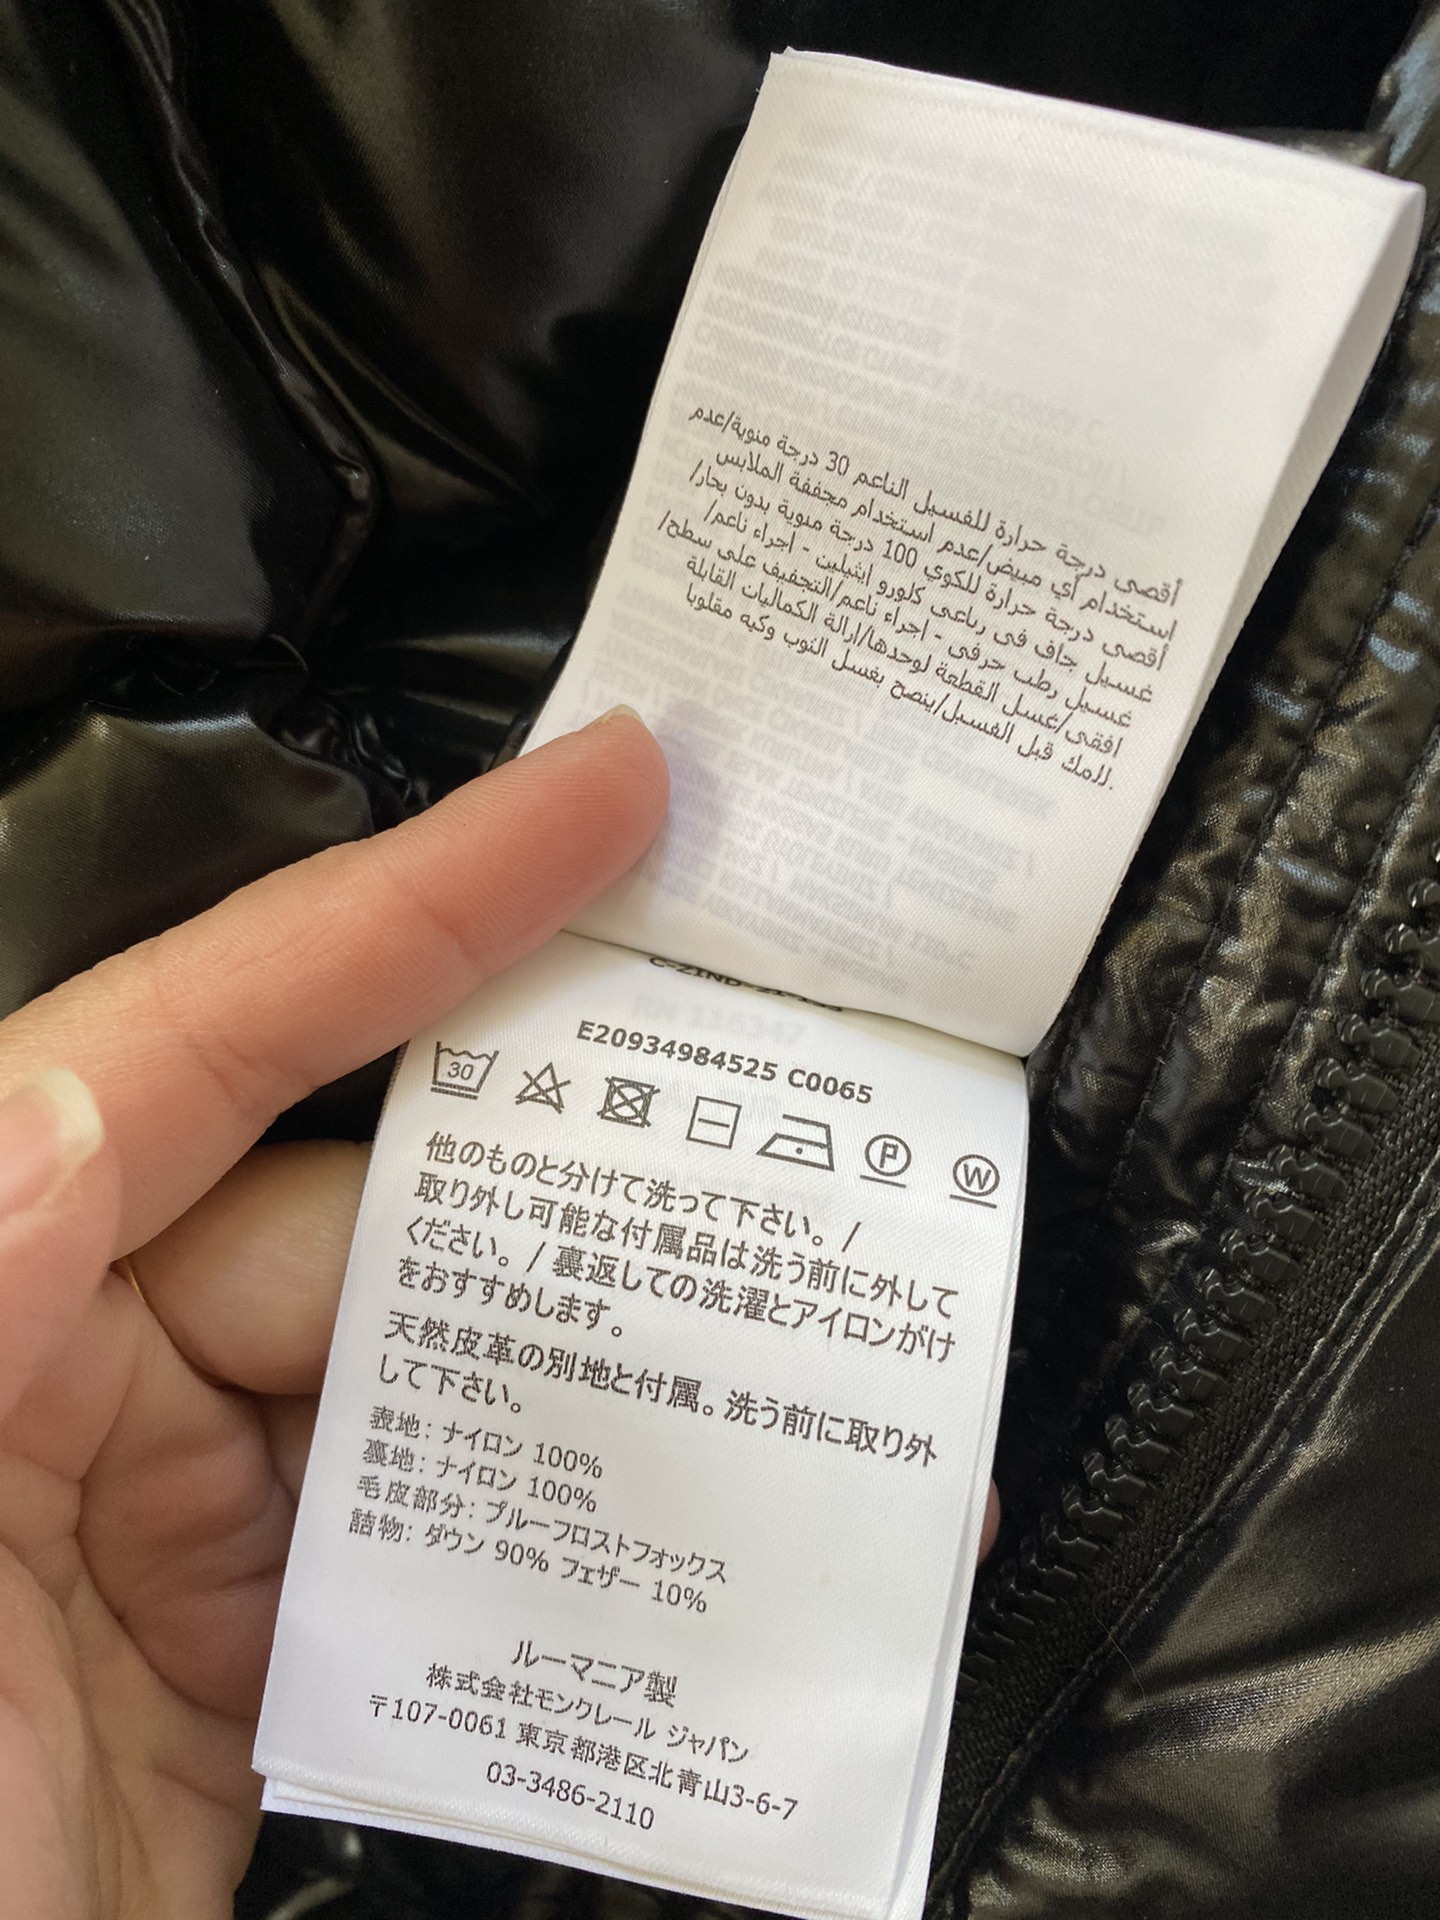 أقصى درجة حرارة للغسيل الناعم 30 درجة منوية/عدم
استخدام أي مبيض/عدم استخدام مجففة الملابس
أقصى درجة حرارة للكوي 100 درجة منوية بدون بخار/
غسيل جاف فى رباعى كلورو ايثيلين - اجراء ناعم/
غسيل رطب حرفى - اجراء ناعم/التجفيف على سطح/
افقى/غسل القطعة لوحدها/ازالة الكماليات القابلة
للفك قبل الغسيل/ينصح بغسل الثوب وكيه مقلوبا.
E20934984525 C0065
30
P
W
他のものと分けて洗って下さい。/
取り外し可能な付属品は洗う前に外して
ください。/ 裏返しての洗濯とアイロンがけ
をおすすめします。
天然皮革の別地と付属。洗う前に取り外
して下さい。
表地: ナイロン 100%
裏地: ナイロン 100%
毛皮部分: ブルーフロストフォックス
詰物: ダウン 90% フェザー 10%
ルーマニア製
株式会社モンクレール ジャパン
〒107-0061 東京都港区北青山3-6-7
03-3486-2110